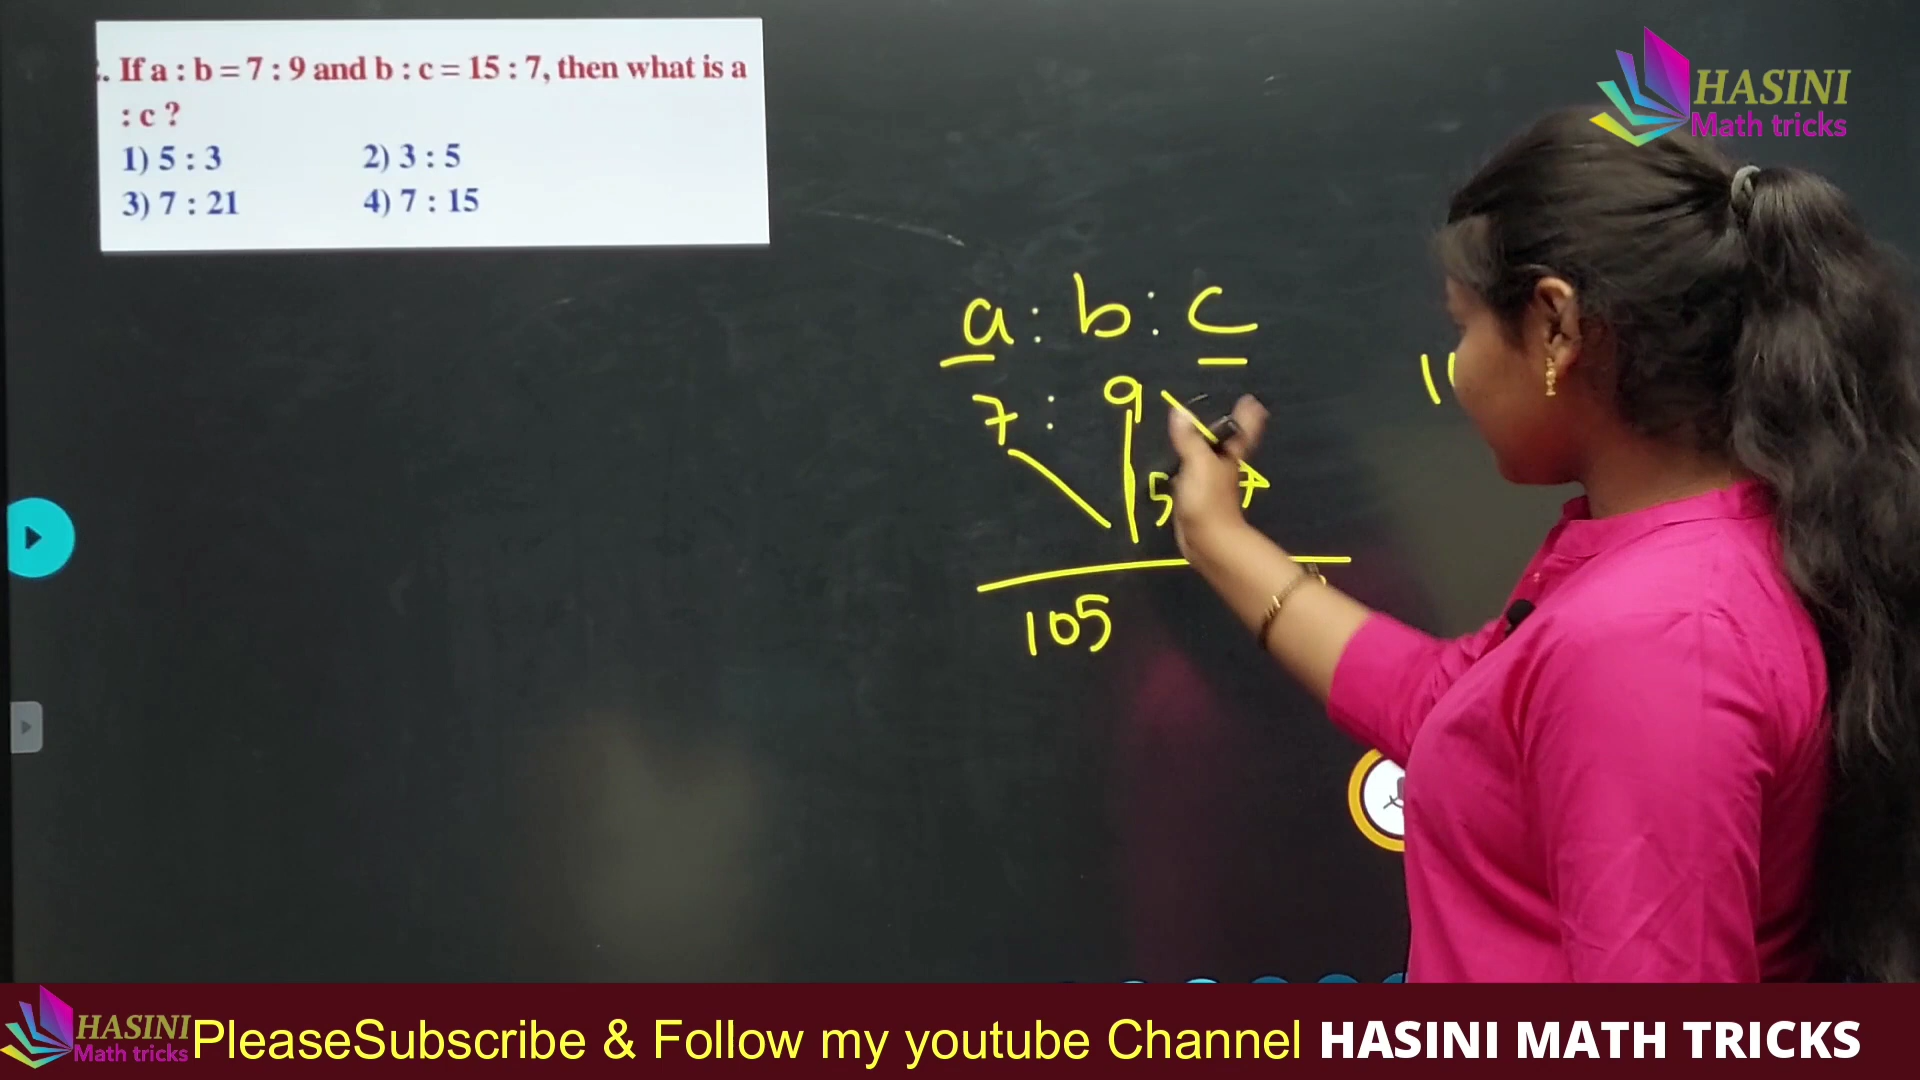 . If a : b = 7 : 9 and b : c = 15 : 7, then what is a
: c ?
1) 5 : 3 2) 3 : 5
3) 7 : 21 4) 7 : 15
HASINI
Math tricks
a : b : c
7 : 9
5 7
105
HASINI
Math tricks
PleaseSubscribe & Follow my youtube Channel HASINI MATH TRICKS